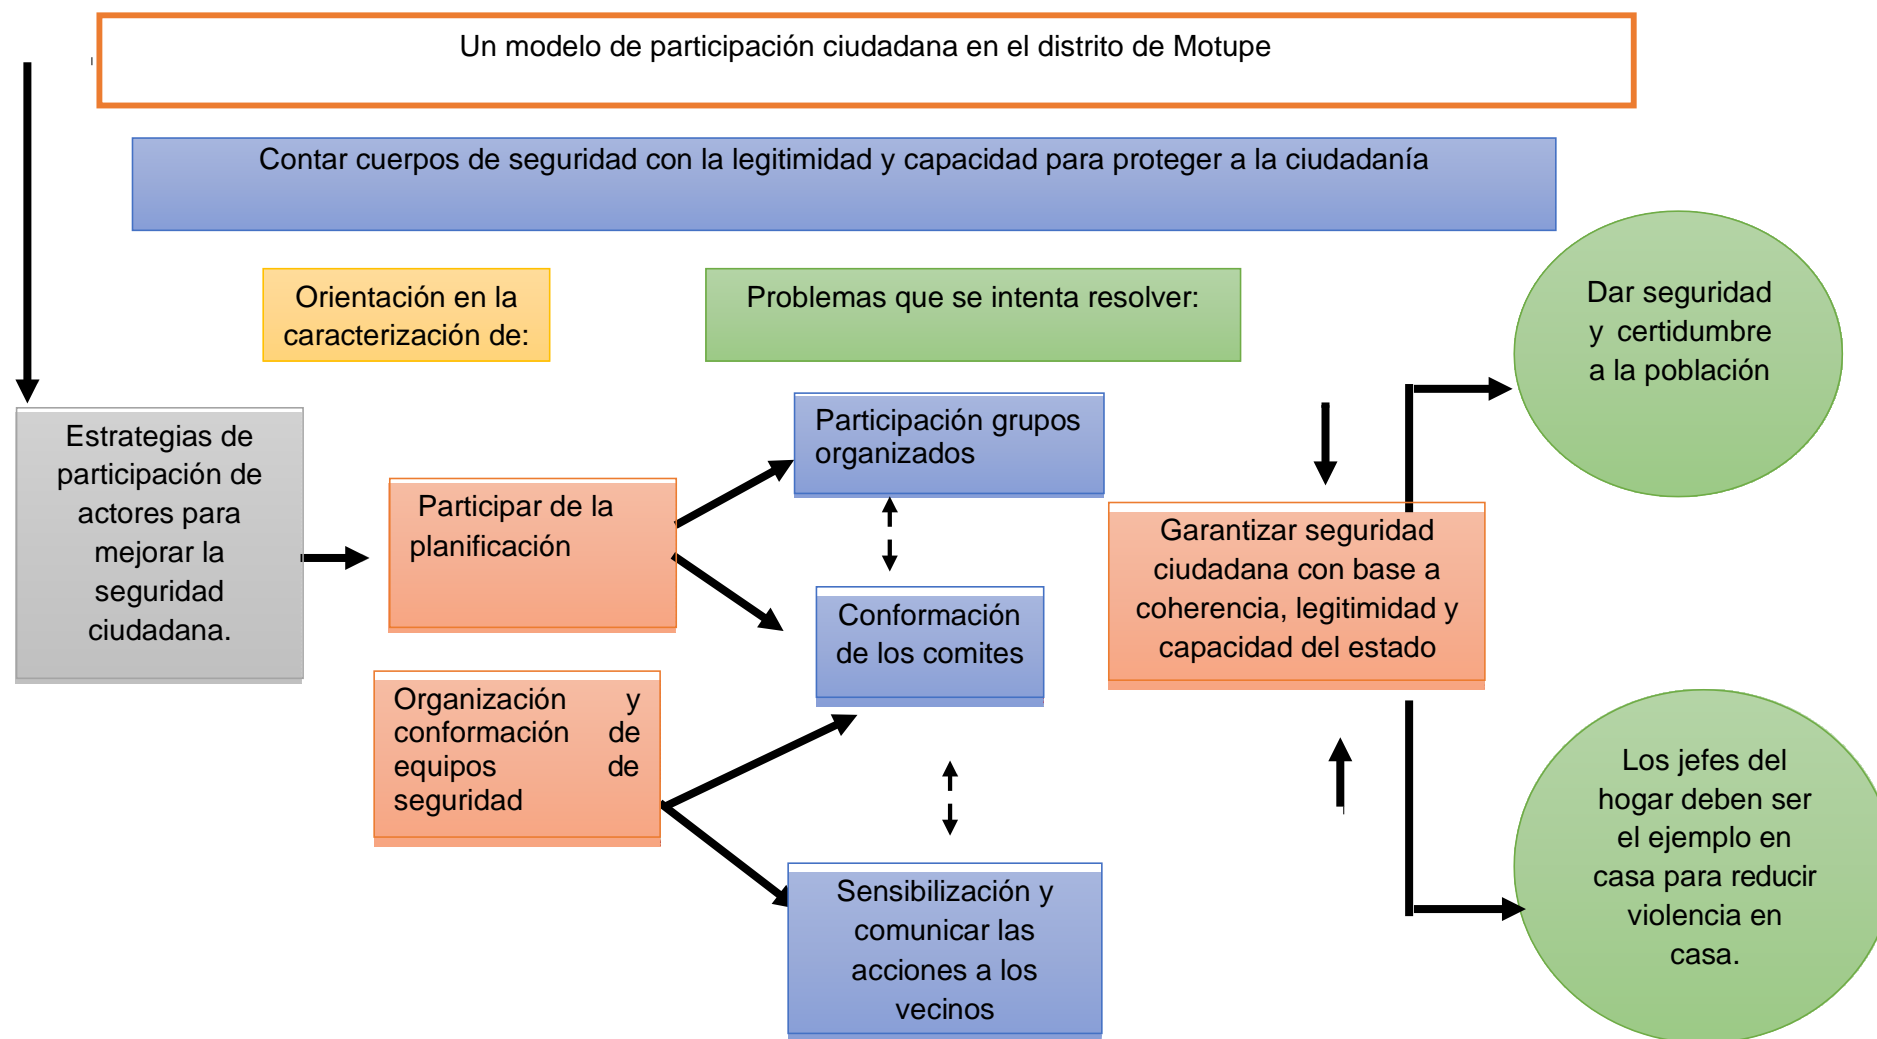 Un modelo de participación ciudadana en el distrito de Motupe
Contar cuerpos de seguridad con la legitimidad y capacidad para proteger a la ciudadanía
Orientación en la
caracterización de:
Problemas que se intenta resolver:
Dar seguridad
y certidumbre
a la población
Estrategias de
participación de
actores para
mejorar la
seguridad
ciudadana.
Participar de la
planificación
Organización y
conformación de
equipos de
seguridad
Participación grupos
organizados
Conformación
de los comites
Sensibilización y
comunicar las
acciones a los
vecinos
Garantizar seguridad
ciudadana con base a
coherencia, legitimidad y
capacidad del estado
Los jefes del
hogar deben ser
el ejemplo en
casa para reducir
violencia en
casa.